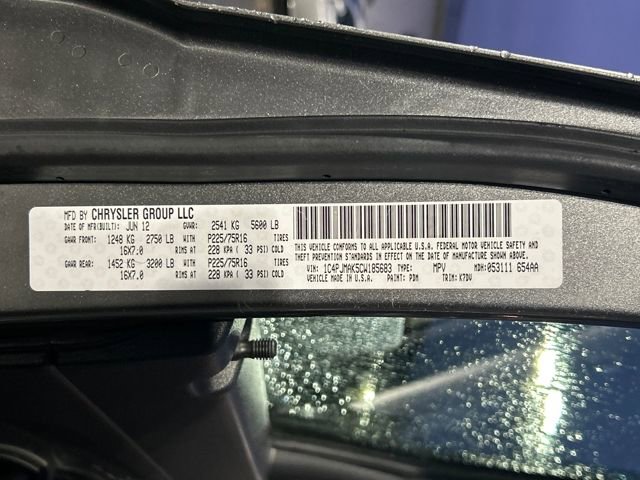 MFD BY CHRYSLER GROUP LLC
DATE OF MFR(BUILT): JUN 12 GVWR: 2541 KG 5600 LB
GAWR FRONT: 1248 KG 2750 LB WITH P225/75R16 TIRES
16X7.0 RIMS AT 228 KPA ( 33 PSI) COLD
GAWR REAR: 1452 KG 3200 LB WITH P225/75R16 TIRES
16X7.0 RIMS AT 228 KPA ( 33 PSI) COLD
THIS VEHICLE CONFORMS TO ALL APPLICABLE U.S.A. FEDERAL MOTOR VEHICLE SAFETY AND
THEFT PREVENTION STANDARDS IN EFFECT ON THE DATE OF MANUFACTURE SHOWN ABOVE.
VIN: 1C4PJMAK5CW185683 TYPE: MPV MDH: 053111 654AA
VEHICLE MADE IN U.S.A. PAINT: PDM TRIM: K7DV